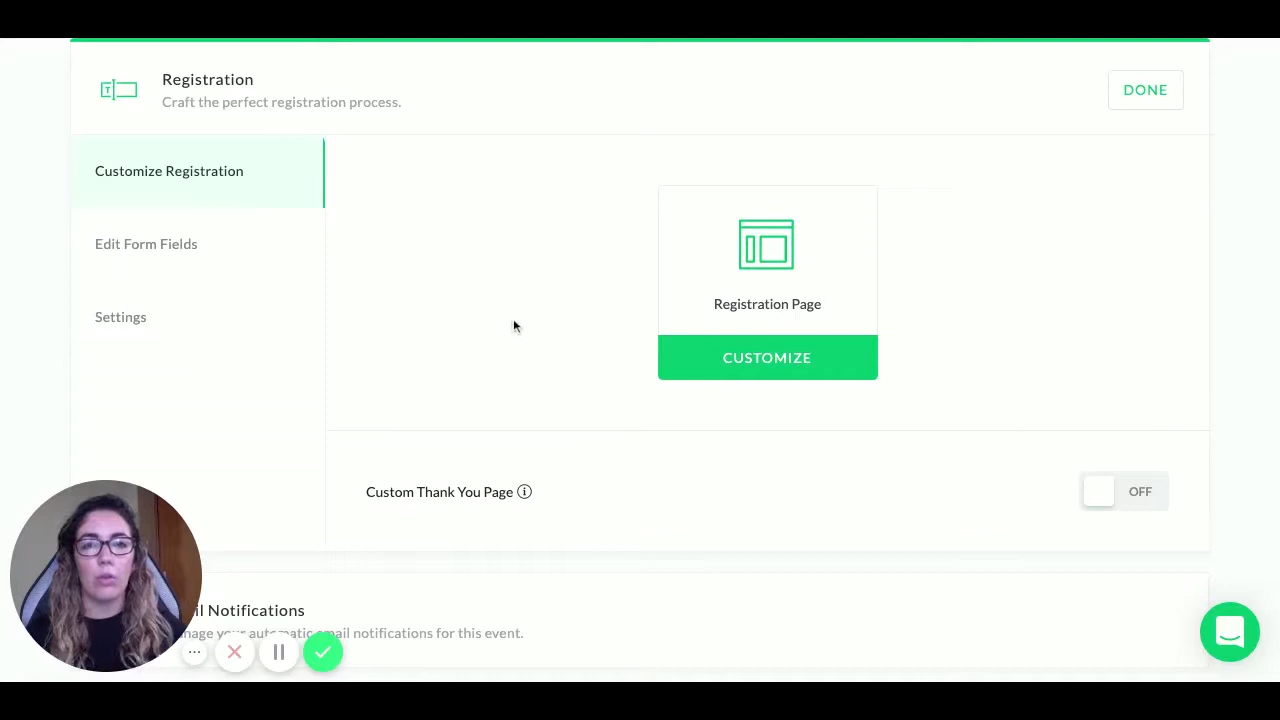 Registration
Craft the perfect registration process.
DONE
Customize Registration
Edit Form Fields
Settings
Registration Page
CUSTOMIZE
Custom Thank You Page
OFF
il Notifications
nage your automatic email notifications for this event.